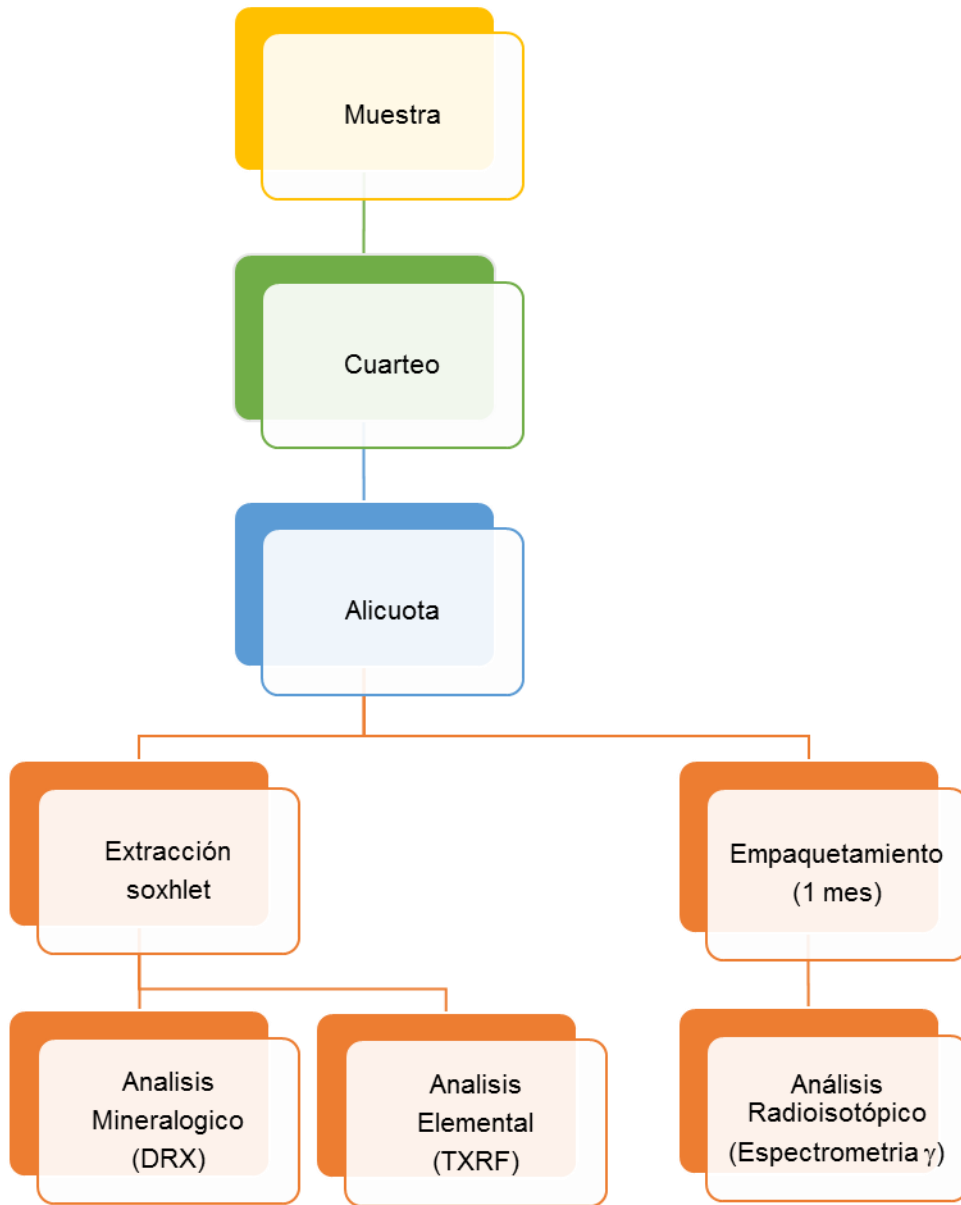 Muestra
Cuarteo
Alicuota
Extracción
soxhlet
Empaquetamiento
(1 mes)
Analisis
Mineralogico
(DRX)
Analisis
Elemental
(TXRF)
Análisis
Radioisotópico
(Espectrometria γ)